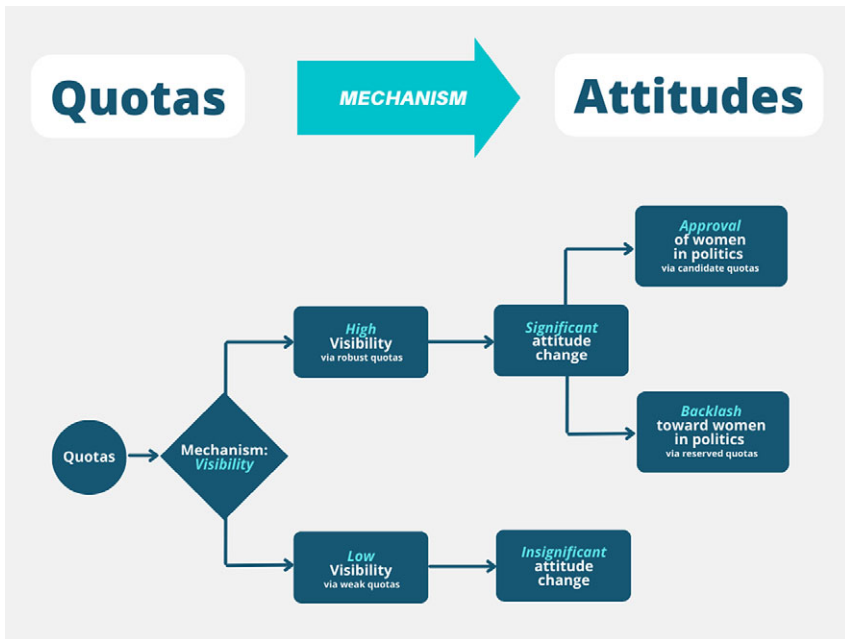 Quotas
MECHANISM
Attitudes
Approval
of women
in politics
via candidate quotas
High
Visibility
via robust quotas
Significant
attitude
change
Backlash
toward women
in politics
via reserved quotas
Quotas
Mechanism:
Visibility
Low
Visibility
via weak quotas
Insignificant
attitude
change